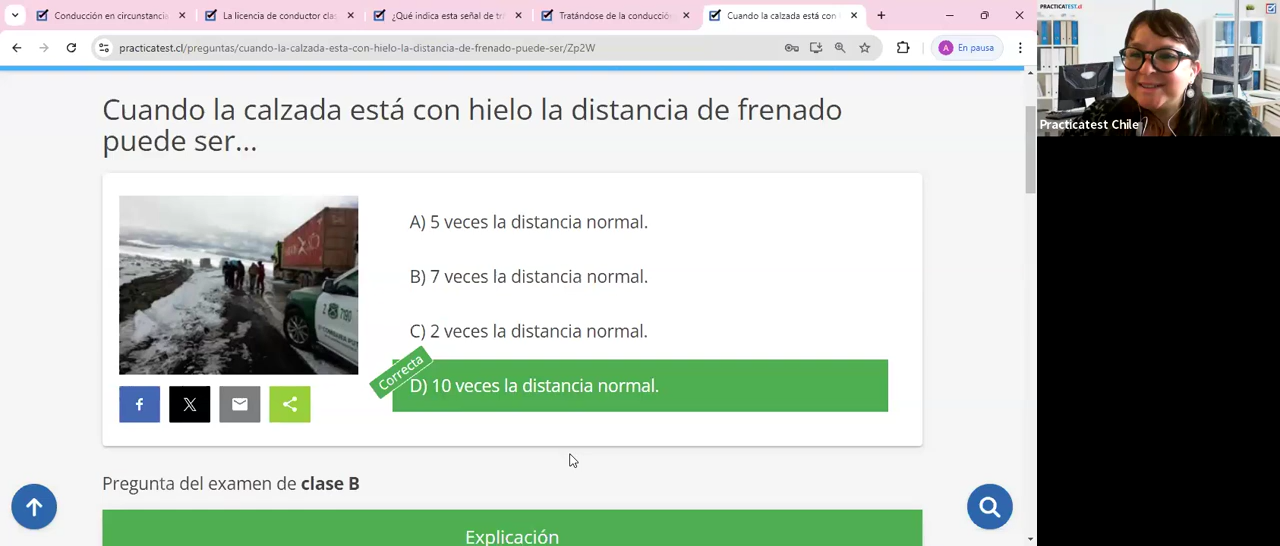 Conducción en circunstancia
La licencia de conductor clas
¿Qué indica esta señal de tr
Tratándose de la conducción
Cuando la calzada está con
practicatest.cl/preguntas/cuando-la-calzada-esta-con-hielo-la-distancia-de-frenado-puede-ser/Zp2W
A
En pausa
PRACTICATEST.cl
Practicatest Chile
Cuando la calzada está con hielo la distancia de frenado
puede ser...
A) 5 veces la distancia normal.
B) 7 veces la distancia normal.
C) 2 veces la distancia normal.
Correcta
D) 10 veces la distancia normal.
Pregunta del examen de clase B
Explicación